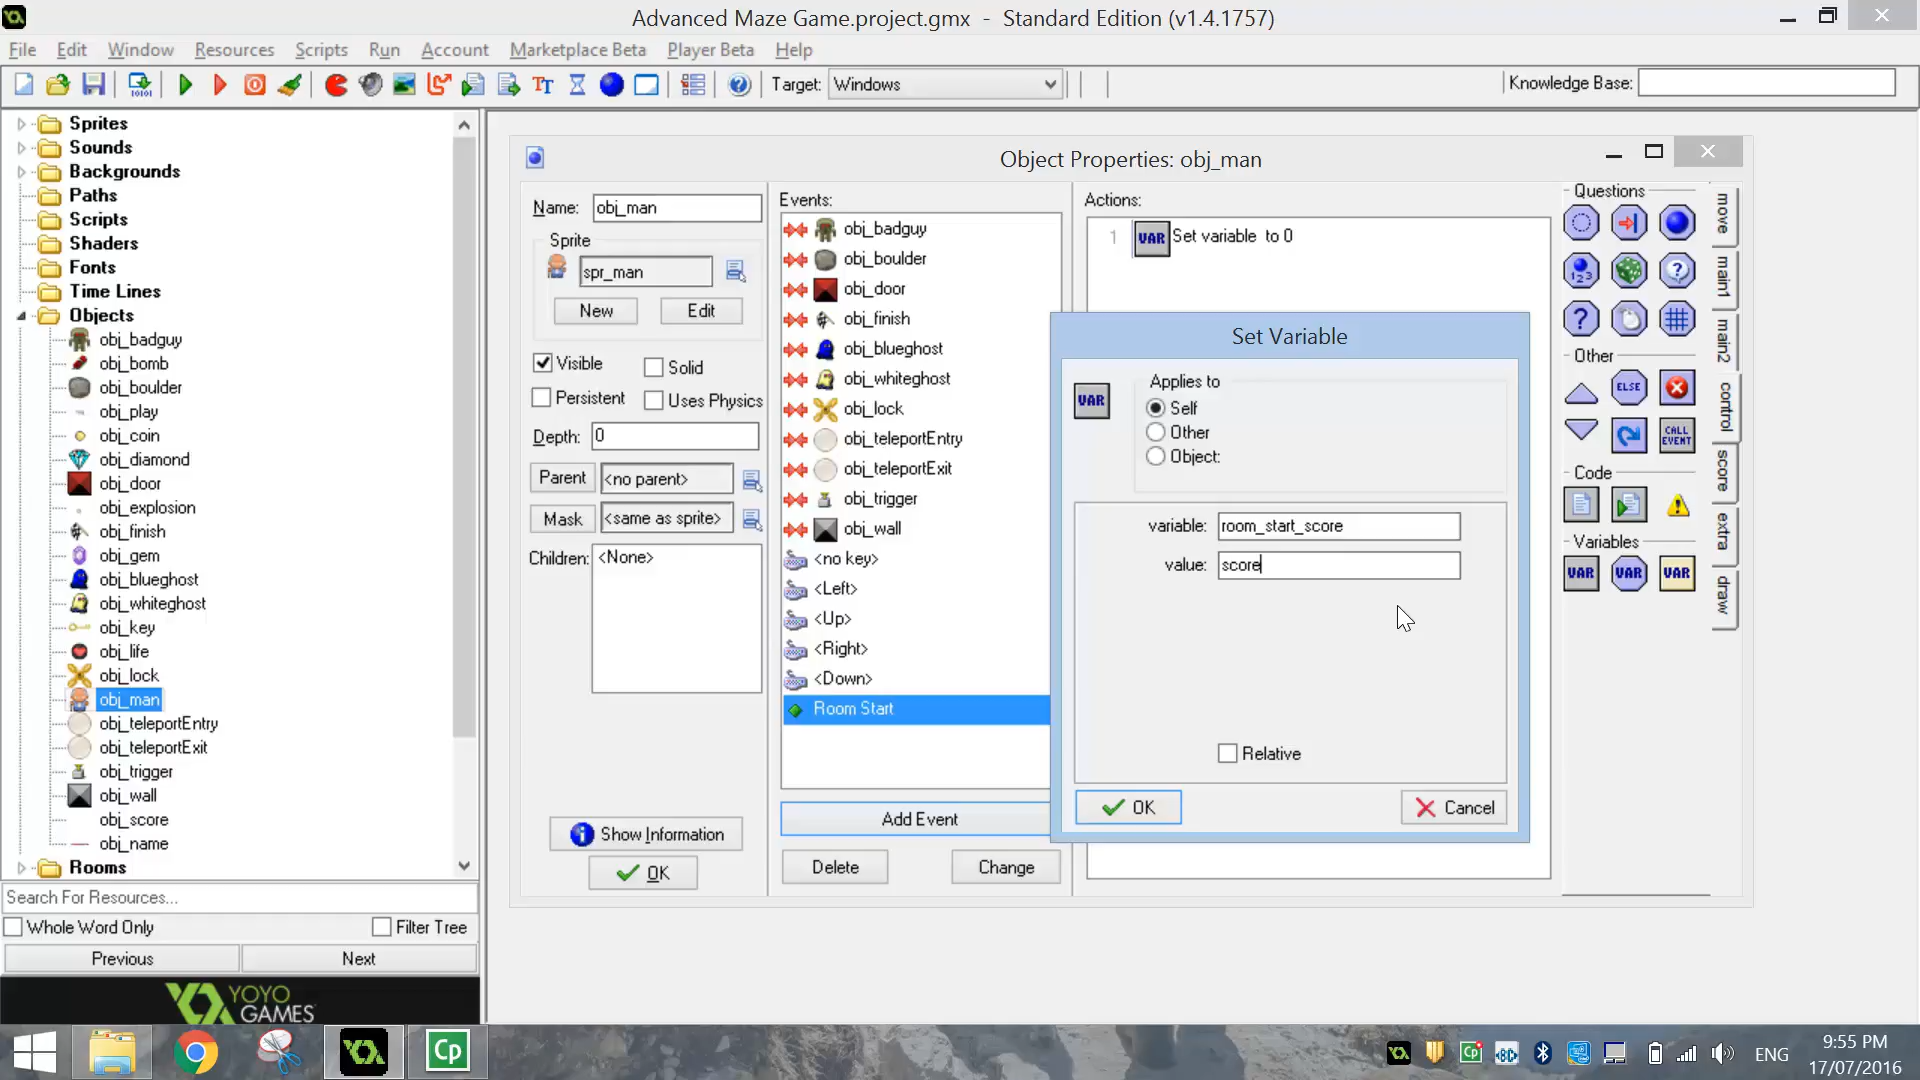 Advanced Maze Game.project.gmx - Standard Edition (v1.4.1757)
File Edit Window Resources Scripts Run Account Marketplace Beta Player Beta Help
Target: Windows
Knowledge Base:
Sprites
Sounds
Backgrounds
Paths
Scripts
Shaders
Fonts
Time Lines
Objects
obj_badguy
obj_bomb
obj_boulder
obj_play
obj_coin
obj_diamond
obj_door
obj_explosion
obj_finish
obj_gem
obj_blueghost
obj_whiteghost
obj_key
obj_life
obj_lock
obj_man
obj_teleportEntry
obj_teleportExit
obj_trigger
obj_wall
obj_score
obj_name
Rooms
Search For Resources...
Whole Word Only Filter Tree
Previous Next
YOYO
GAMES
Object Properties: obj_man
Name: obj_man
Sprite
spr_man
New Edit
Visible Solid
Persistent Uses Physics
Depth: 0
Parent <no parent>
Mask <same as sprite>
Children: <None>
Show Information
OK
Events:
obj_badguy
obj_boulder
obj_door
obj_finish
obj_blueghost
obj_whiteghost
obj_lock
obj_teleportEntry
obj_teleportExit
obj_trigger
obj_wall
<no key>
<Left>
<Up>
<Right>
<Down>
Room Start
Add Event
Delete Change
Actions:
1 VAR Set variable to 0
Set Variable
VAR
Applies to
Self
Other
Object:
variable: room_start_score
value: score
Relative
OK Cancel
Questions
Other
ELSE
CALL EVENT
Code
Variables
VAR VAR VAR
move
main1
main2
control
score
extra
draw
Cp
ENG
9:55 PM
17/07/2016